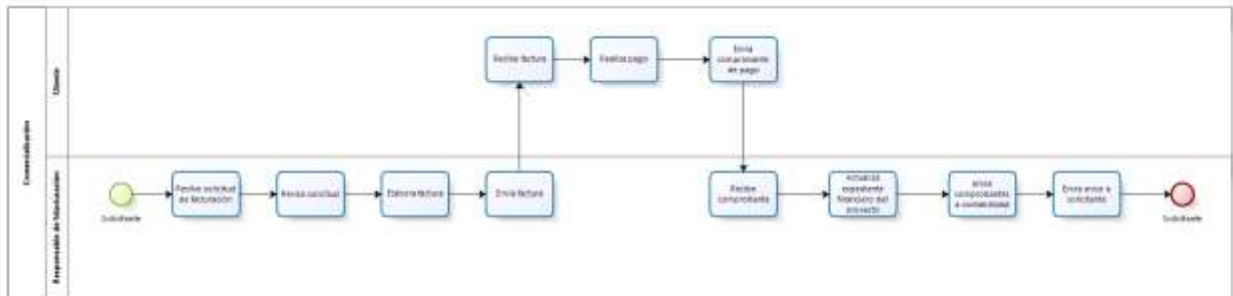 Comercialización
Cliente
Recibe factura
Realiza pago
Envía
comprobante
de pago
Responsable de facturación
Solicitante
Recibe solicitud
de facturación
Revisa solicitud
Elabora factura
Envía factura
Recibe
comprobante
Actualiza
expediente
financiero del
proyecto
Envía
comprobantes
a contabilidad
Envía aviso a
solicitante
Solicitante